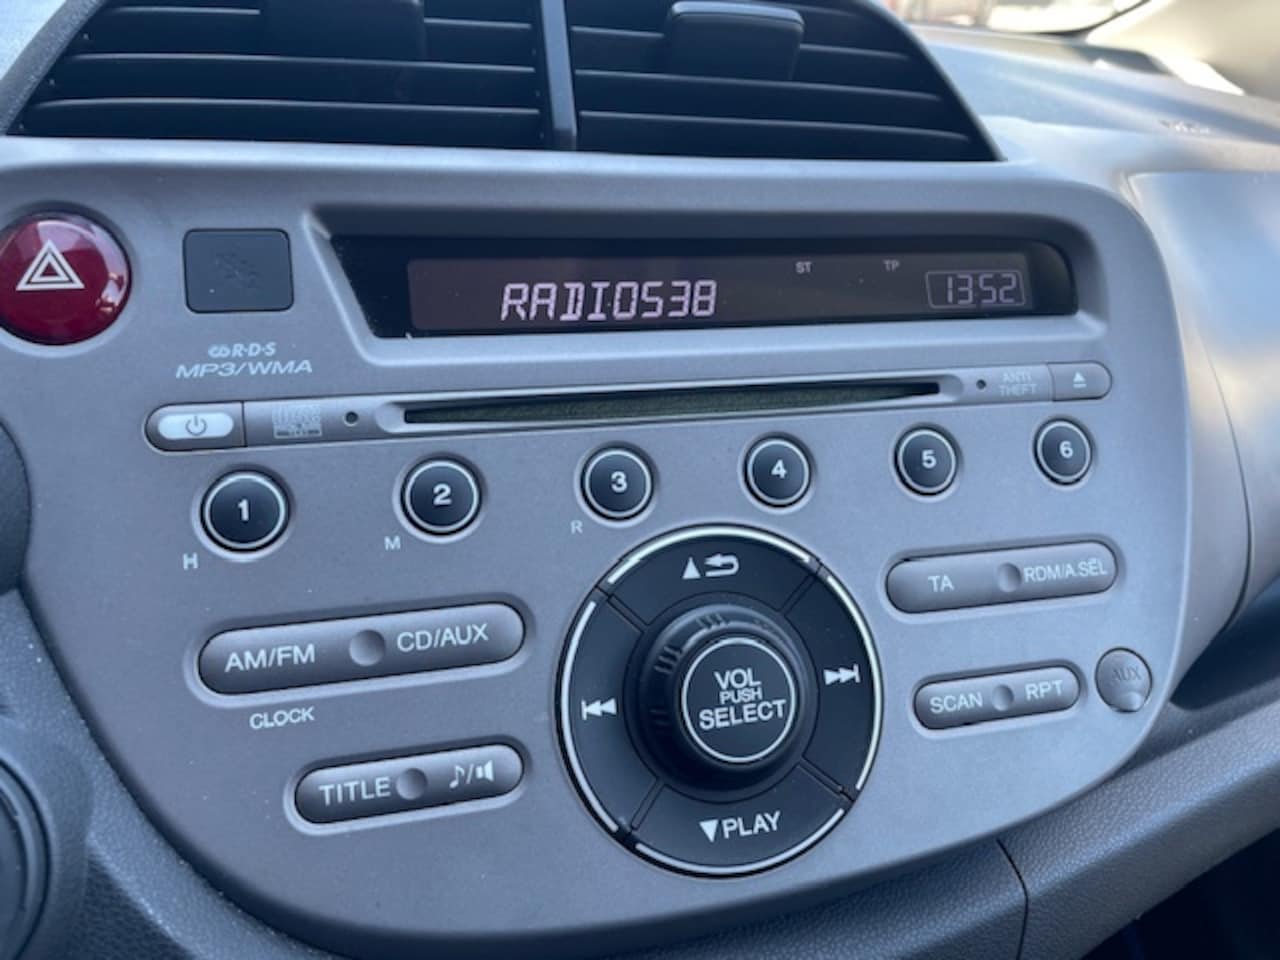 ST TP
RADIO538 13:52
R·D·S
MP3/WMA
ANTI
THEFT
1 2 3 4 5 6
H M R
TA RDM/A.SEL
AM/FM CD/AUX
CLOCK
VOL
PUSH
SELECT
SCAN RPT AUX
TITLE
PLAY